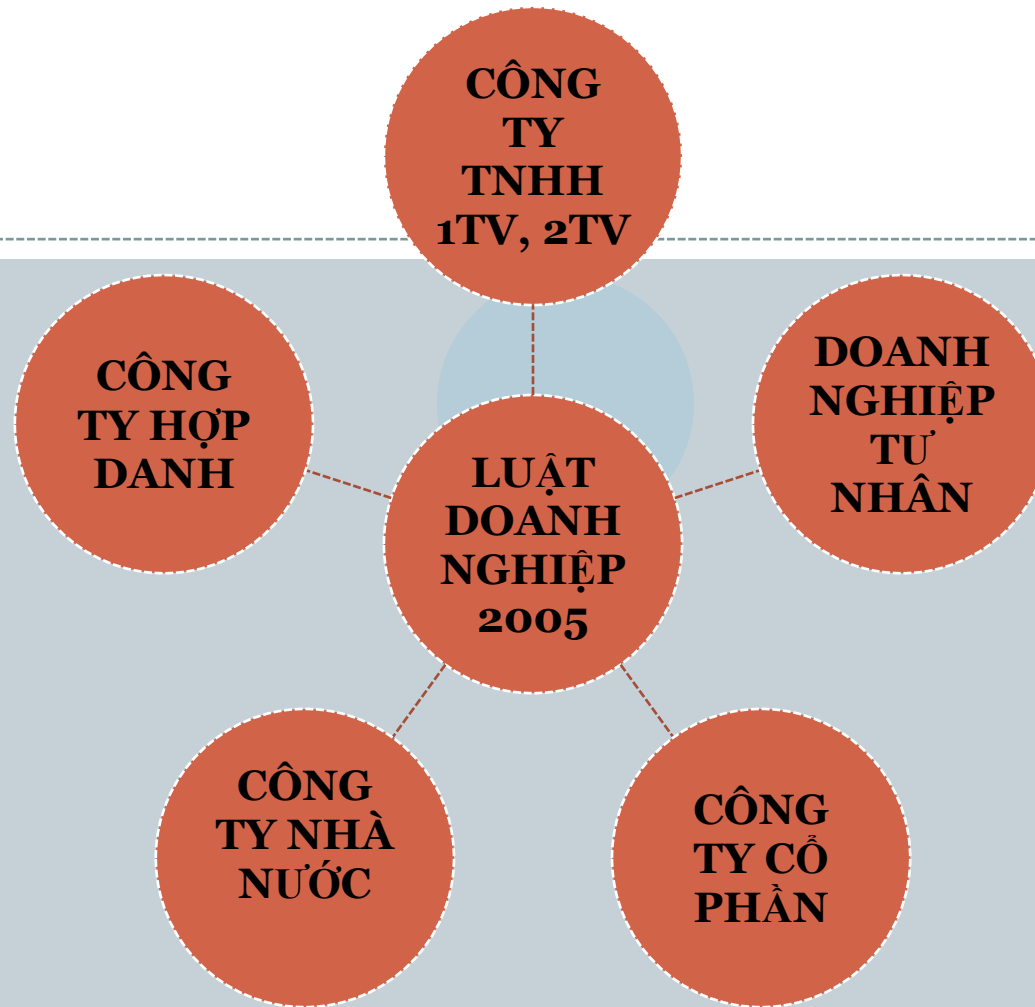 CÔNG
TY
TNHH
1TV, 2TV
CÔNG
TY HỢP
DANH
DOANH
NGHIỆP
TƯ
NHÂN
LUẬT
DOANH
NGHIỆP
2005
CÔNG
TY NHÀ
NƯỚC
CÔNG
TY CỔ
PHẦN